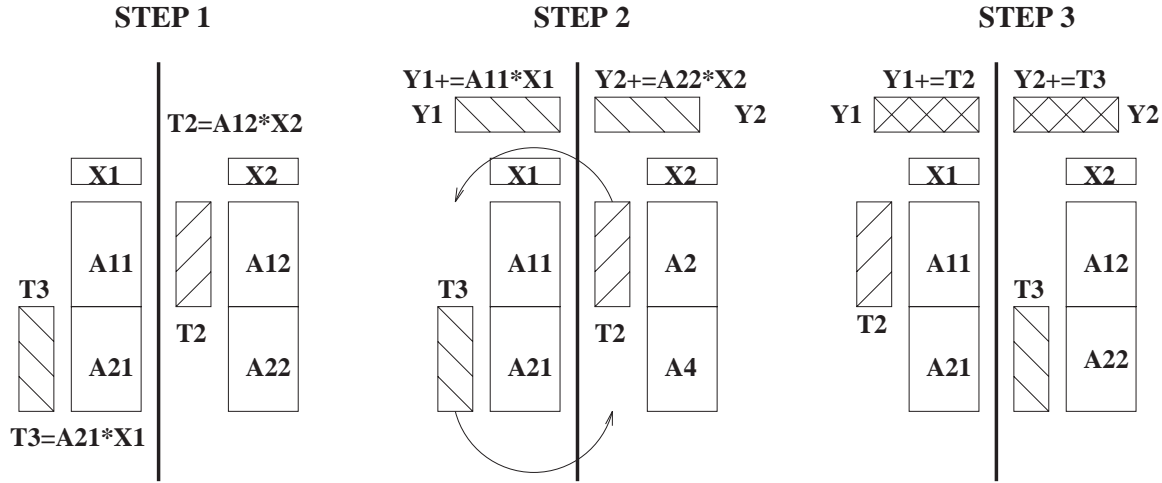 STEP 1
T2=A12*X2
X1 X2
A11 A12
T3
T2
A21 A22
T3=A21*X1
STEP 2
Y1+=A11*X1 Y2+=A22*X2
Y1 Y2
X1 X2
A11 A2
T3
T2
A21 A4
STEP 3
Y1+=T2 Y2+=T3
Y1 Y2
X1 X2
A11 A12
T3
T2
A21 A22